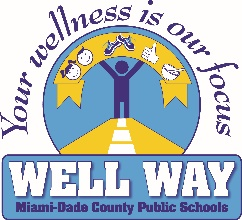 Your wellness is our focus
WELL WAY
Miami-Dade County Public Schools